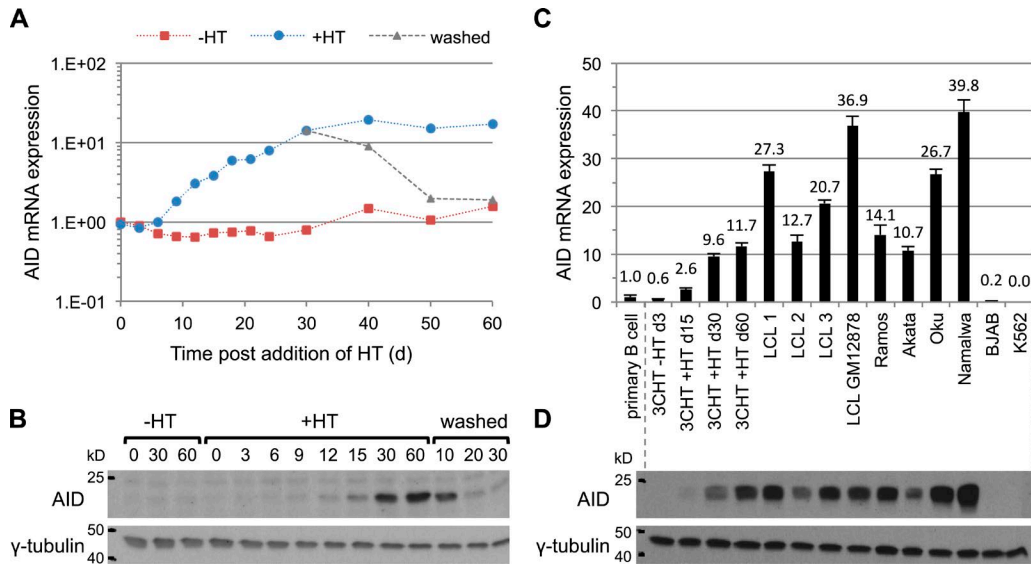 A
-HT +HT washed
AID mRNA expression
1.E+02
1.E+01
1.E+00
1.E-01
0 10 20 30 40 50 60
Time post addition of HT (d)
B
-HT +HT washed
kD 0 30 60 0 3 6 9 12 15 30 60 10 20 30
25
AID
50
γ-tubulin
40
C
AID mRNA expression
50
40
30
20
10
0
1.0 0.6 2.6 9.6 11.7 27.3 12.7 20.7 36.9 14.1 10.7 26.7 39.8 0.2 0.0
primary B cell
3CHT -HT d3
3CHT +HT d15
3CHT +HT d30
3CHT +HT d60
LCL 1
LCL 2
LCL 3
LCL GM12878
Ramos
Akata
Oku
Namalwa
BJAB
K562
D
kD
25
AID
50
γ-tubulin
40